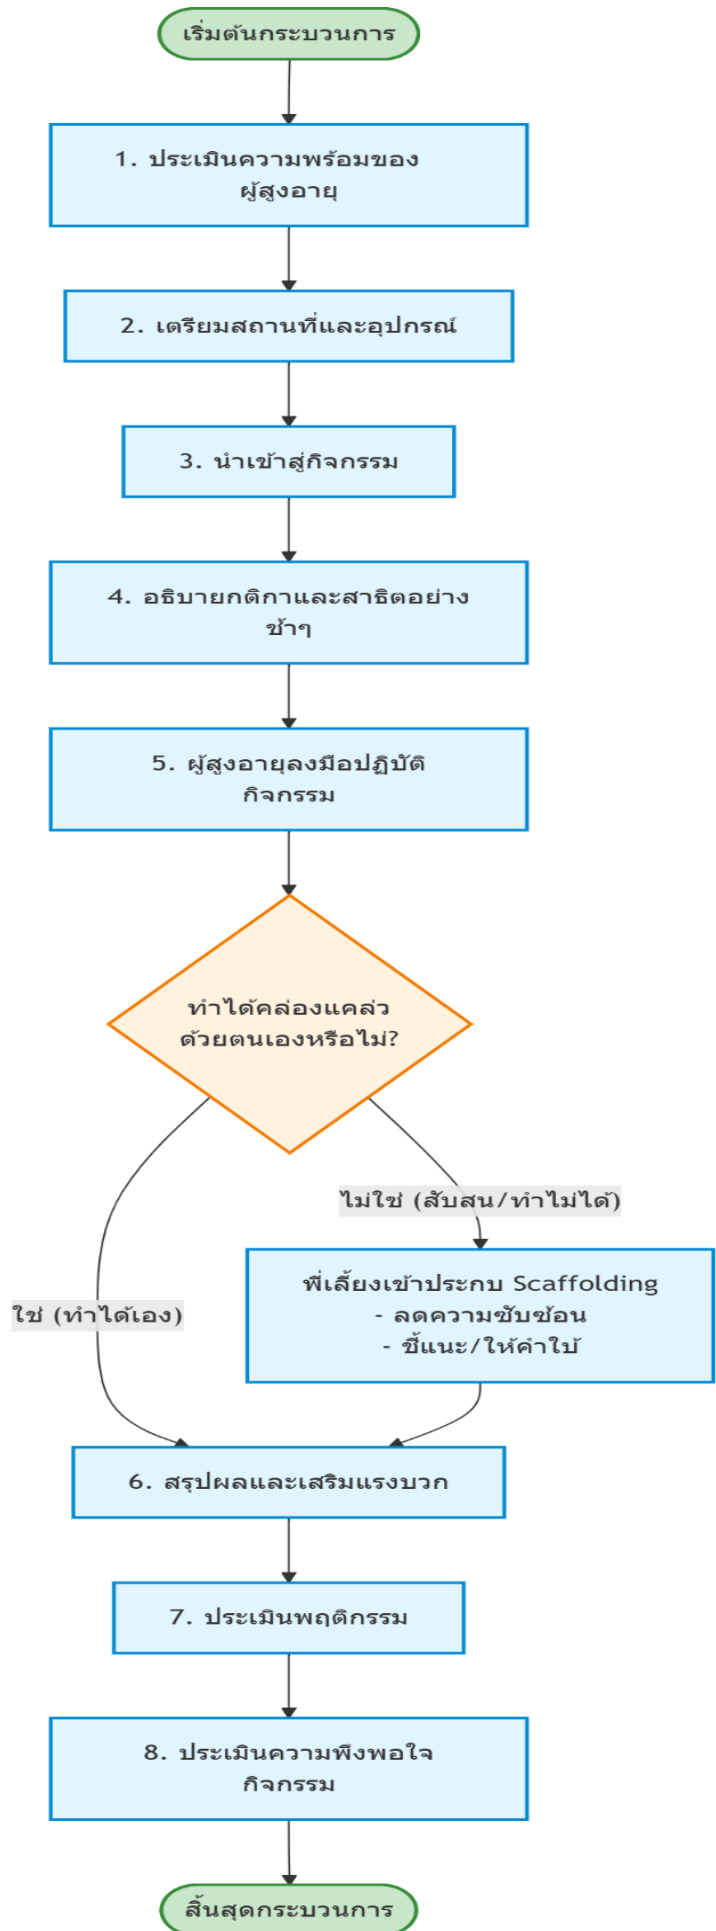 เริ่มต้นกระบวนการ
1. ประเมินความพร้อมของ
ผู้สูงอายุ
2. เตรียมสถานที่และอุปกรณ์
3. นำเข้าสู่กิจกรรม
4. อธิบายกติกาและสาธิตอย่าง
ช้าๆ
5. ผู้สูงอายุลงมือปฏิบัติ
กิจกรรม
ทำได้คล่องแคล่ว
ด้วยตนเองหรือไม่?
ไม่ใช่ (สับสน/ทำไม่ได้)
พี่เลี้ยงเข้าประกบ Scaffolding
- ลดความซับซ้อน
- ชี้แนะ/ให้คำใบ้
ใช่ (ทำได้เอง)
6. สรุปผลและเสริมแรงบวก
7. ประเมินพฤติกรรม
8. ประเมินความพึงพอใจ
กิจกรรม
สิ้นสุดกระบวนการ